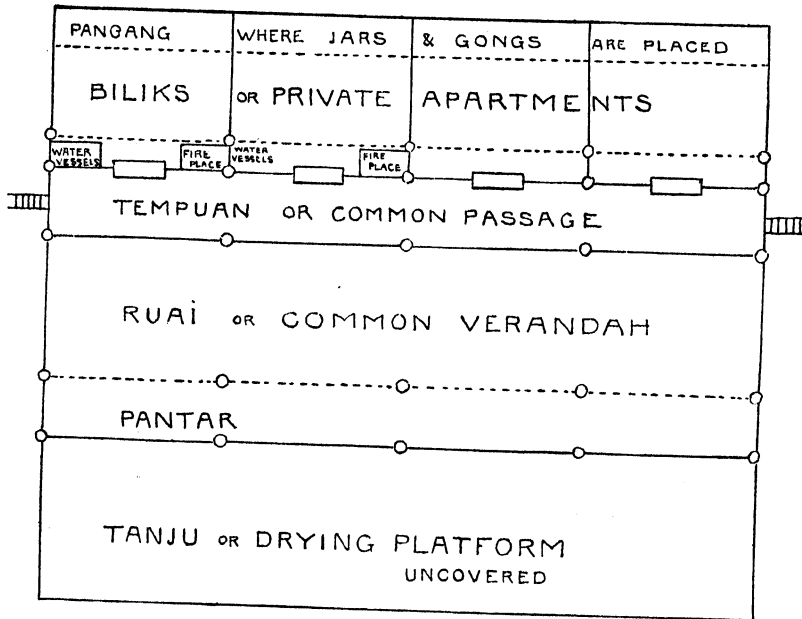 PANGANG WHERE JARS & GONGS ARE PLACED
BILIKS OR PRIVATE APARTMENTS
WATER VESSELS
FIRE PLACE
WATER VESSELS
FIRE PLACE
TEMPUAN OR COMMON PASSAGE
RUAI OR COMMON VERANDAH
PANTAR
TANJU OR DRYING PLATFORM
UNCOVERED